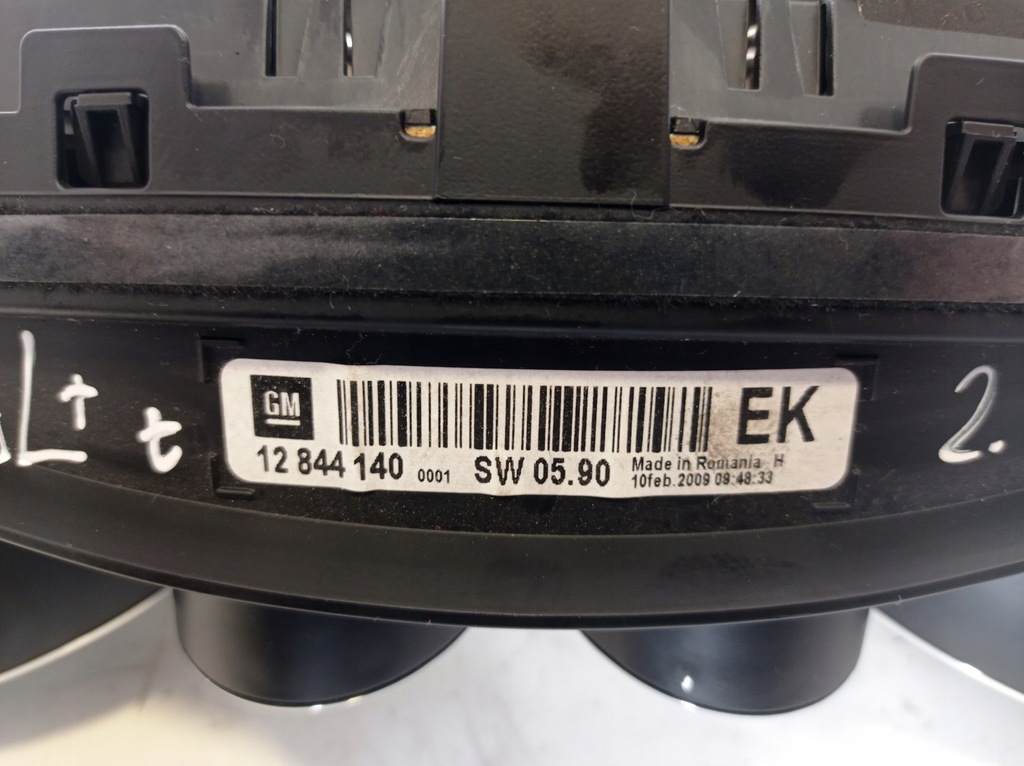 GM
EK
12 844 140 0001 SW 05.90 Made in Romania H
10feb.2009 09:48:33
L+
t
2.